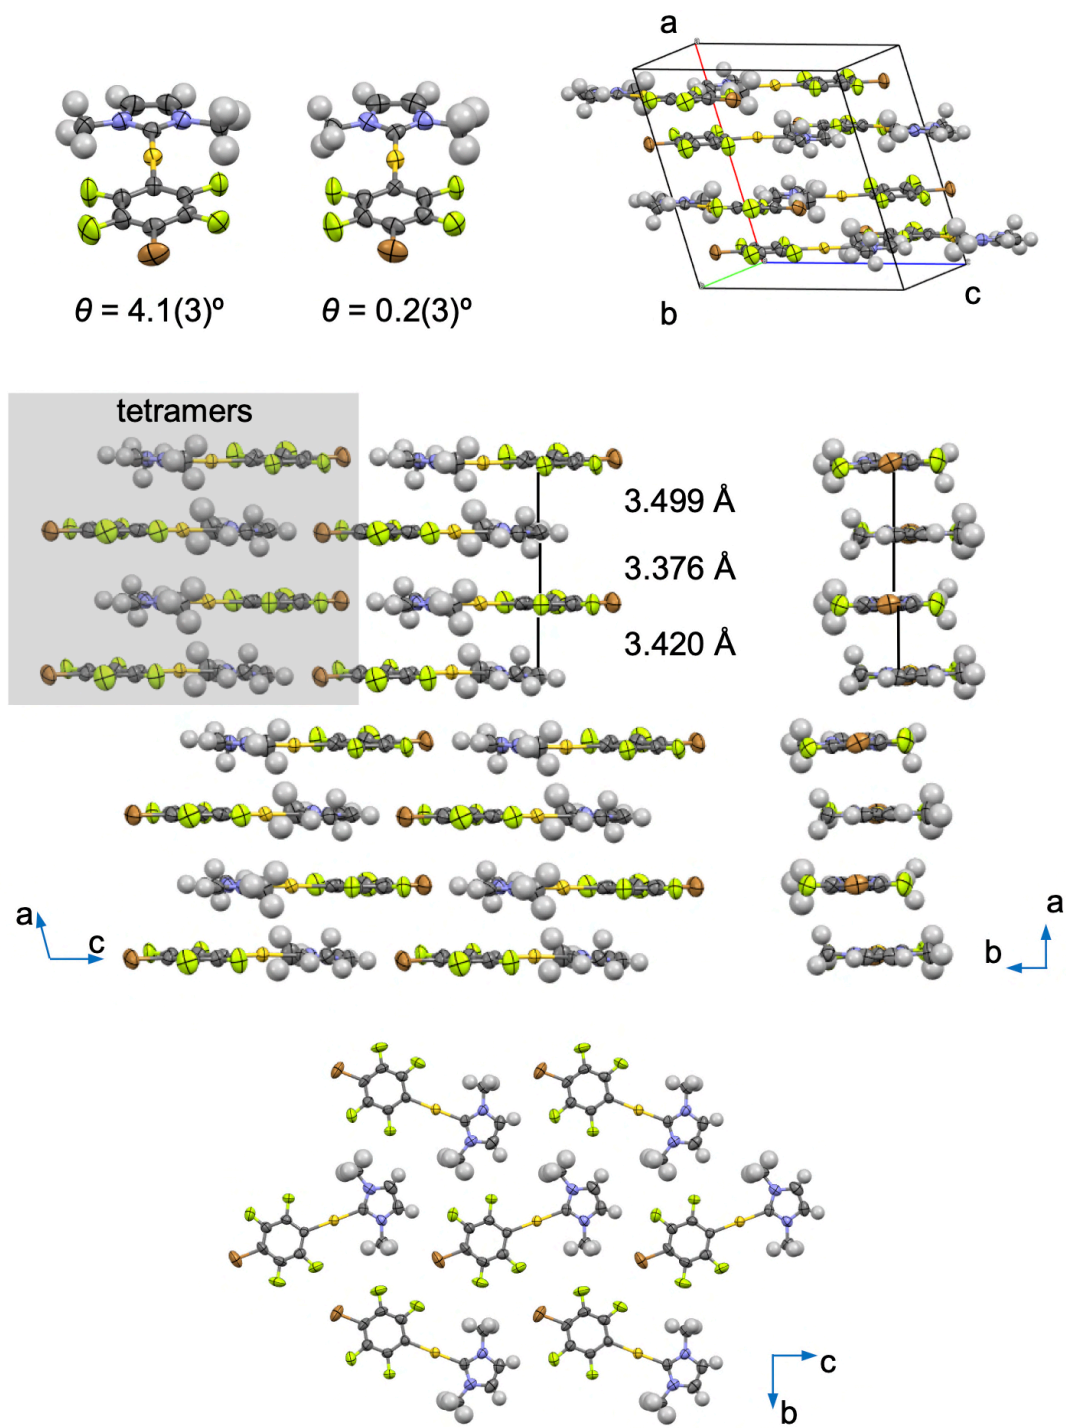 a
θ = 4.1(3)º
θ = 0.2(3)º
b
c
tetramers
3.499 Å
3.376 Å
3.420 Å
a
c
a
b
c
b